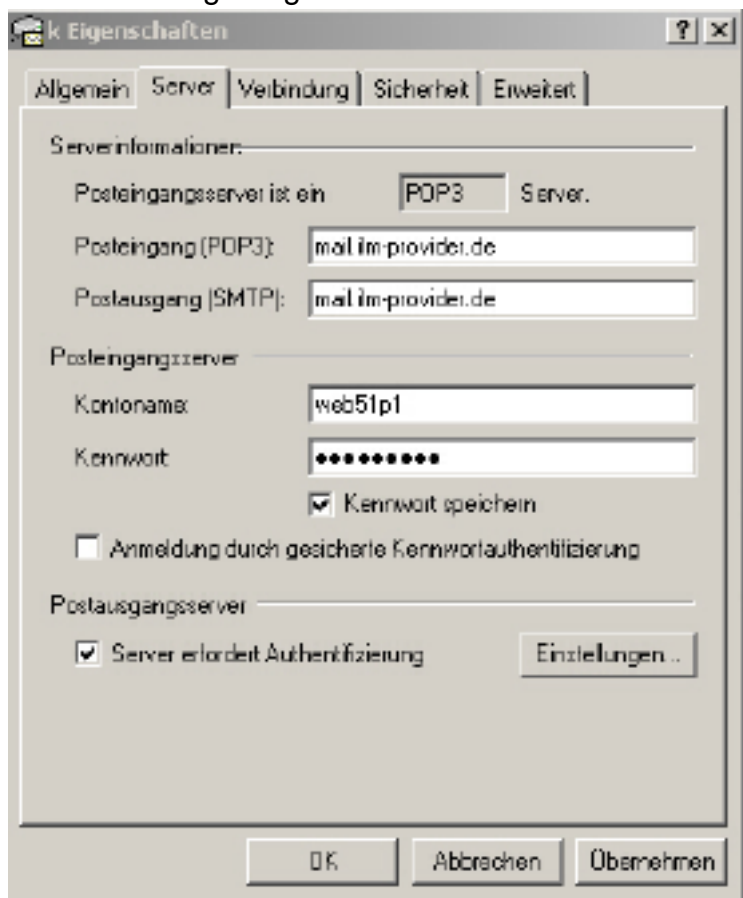 k Eigenschaften
Allgemein Server Verbindung Sicherheit Erweitert
Serverinformationen
Posteingangsserver ist ein POP3 Server.
Posteingang (POP3): mail.ilm-provider.de
Postausgang (SMTP): mail.ilm-provider.de
Posteingangsserver
Kontoname: web51p1
Kennwort: ●●●●●●●●●
Kennwort speichern
Anmeldung durch gesicherte Kennwortauthentifizierung
Postausgangsserver
Server erfordert Authentifizierung Einstellungen...
OK Abbrechen Übernehmen